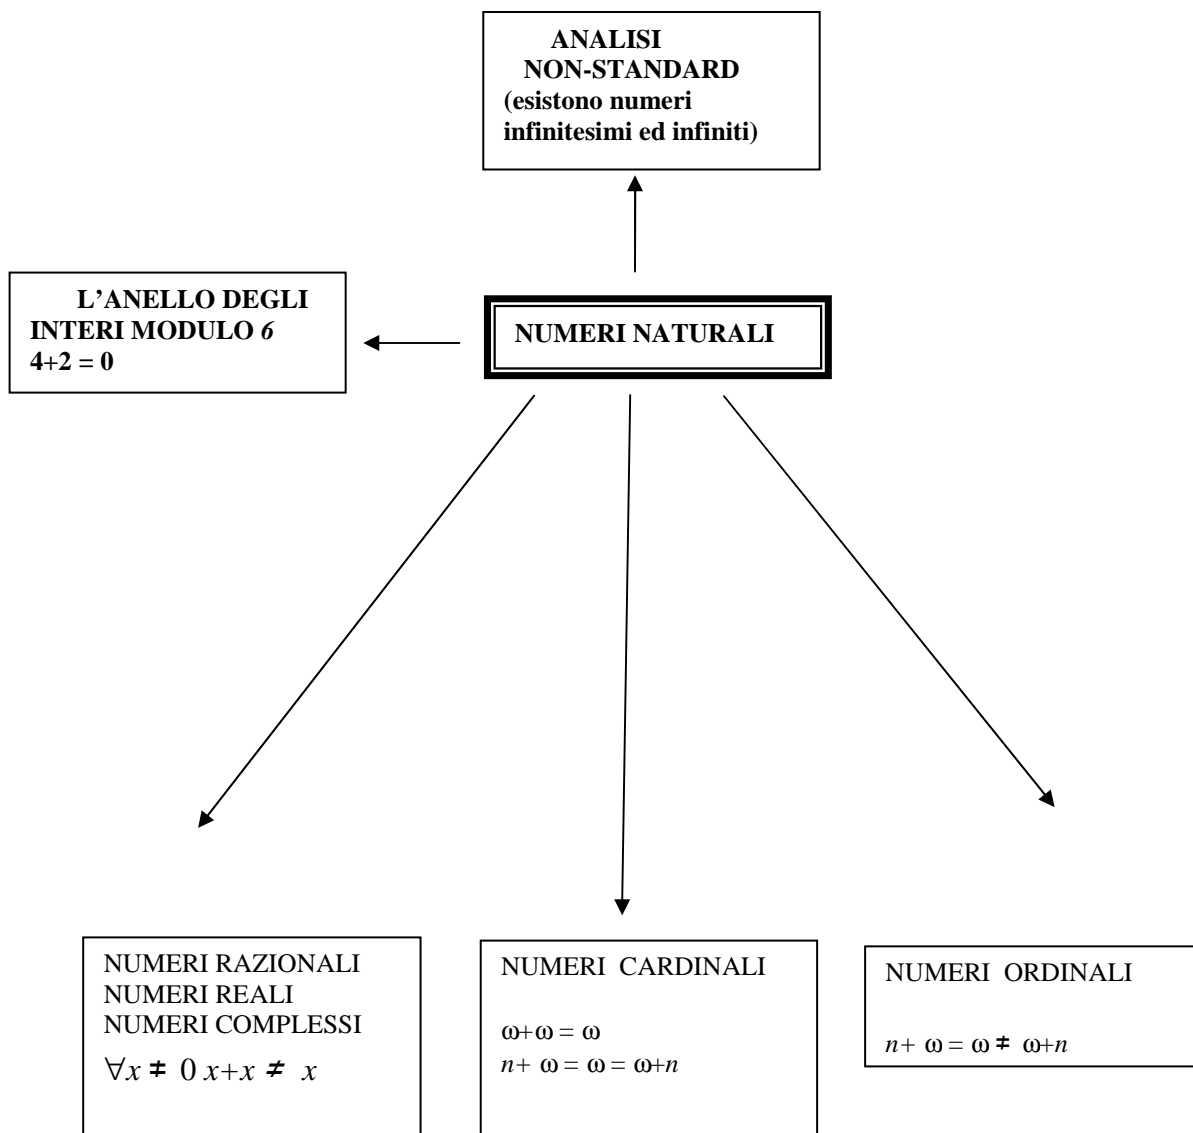 ANALISI
NON-STANDARD
(esistono numeri
infinitesimi ed infiniti)
L’ANELLO DEGLI
INTERI MODULO 6
4+2 = 0
NUMERI NATURALI
NUMERI RAZIONALI
NUMERI REALI
NUMERI COMPLESSI
∀x ≠ 0 x+x ≠ x
NUMERI CARDINALI
ω+ω = ω
n+ ω = ω = ω+n
NUMERI ORDINALI
n+ ω = ω ≠ ω+n